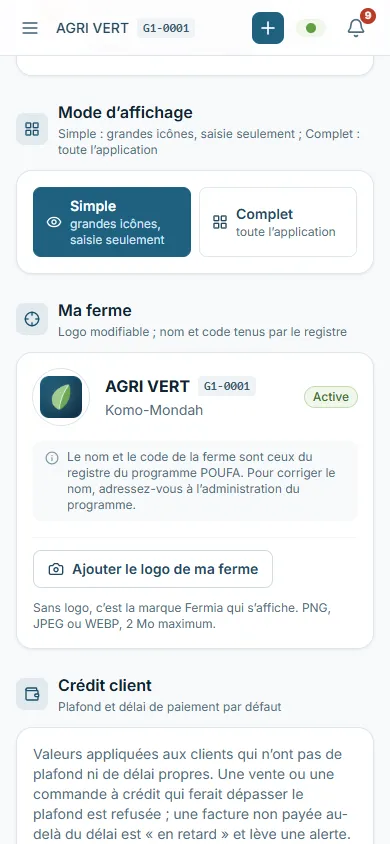 AGRI VERT G1-0001
9
Mode d’affichage
Simple : grandes icônes, saisie seulement ; Complet :
toute l’application
Simple
grandes icônes,
saisie seulement
Complet
toute l’application
Ma ferme
Logo modifiable ; nom et code tenus par le registre
AGRI VERT G1-0001
Komo-Mondah
Active
Le nom et le code de la ferme sont ceux du
registre du programme POUFA. Pour corriger le
nom, adressez-vous à l’administration du
programme.
Ajouter le logo de ma ferme
Sans logo, c’est la marque Fermia qui s’affiche. PNG,
JPEG ou WEBP, 2 Mo maximum.
Crédit client
Plafond et délai de paiement par défaut
Valeurs appliquées aux clients qui n’ont pas de
plafond ni de délai propres. Une vente ou une
commande à crédit qui ferait dépasser le
plafond est refusée ; une facture non payée au-
delà du délai est « en retard » et lève une alerte.